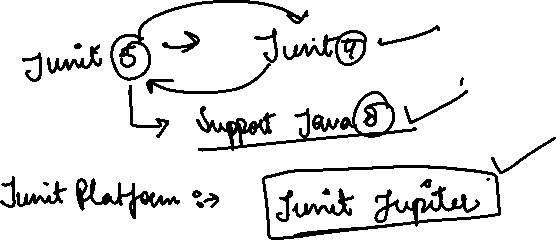 Junit 5 → Junit 4
Support Java 8
Junit Platform :→ Junit Jupiter